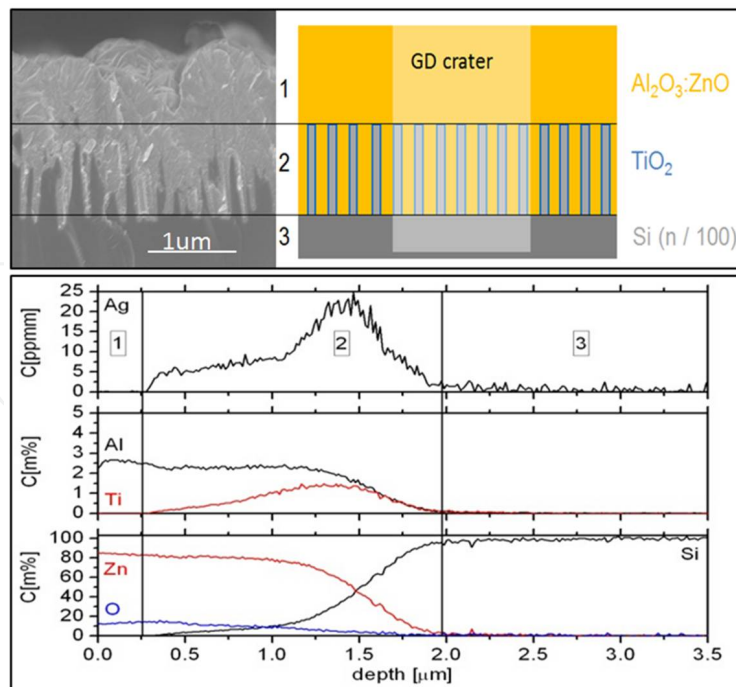 1um
1
2
3
GD crater
Al₂O₃:ZnO
TiO₂
Si (n / 100)
C[ppmm]
25
20
15
10
5
0
Ag
1
2
3
C[m%]
5
4
3
2
1
0
Al
Ti
C[m%]
100
80
60
40
20
0
Zn
O
Si
0.0 0.5 1.0 1.5 2.0 2.5 3.0 3.5
depth [μm]